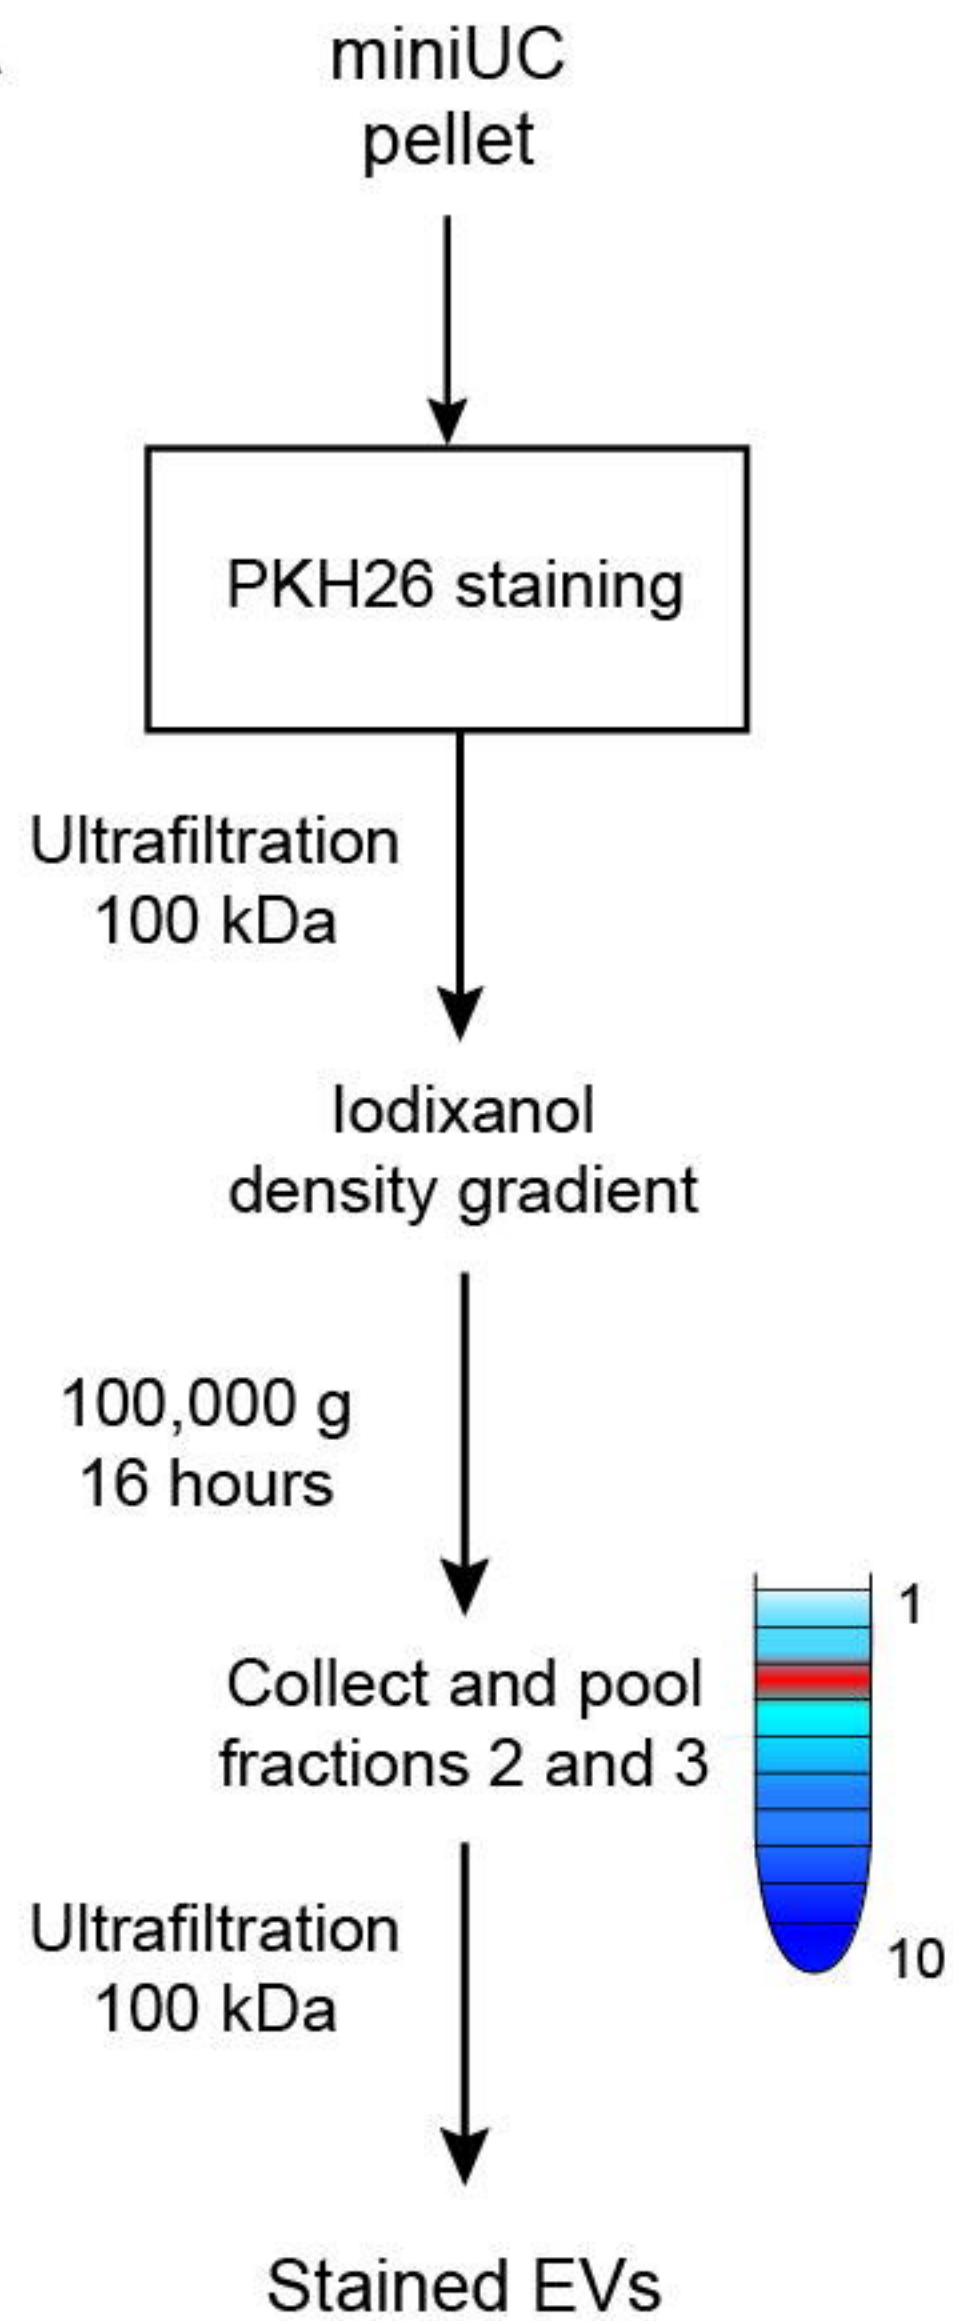 miniUC
pellet
PKH26 staining
Ultrafiltration
100 kDa
Iodixanol
density gradient
100,000 g
16 hours
Collect and pool
fractions 2 and 3
1
10
Ultrafiltration
100 kDa
Stained EVs